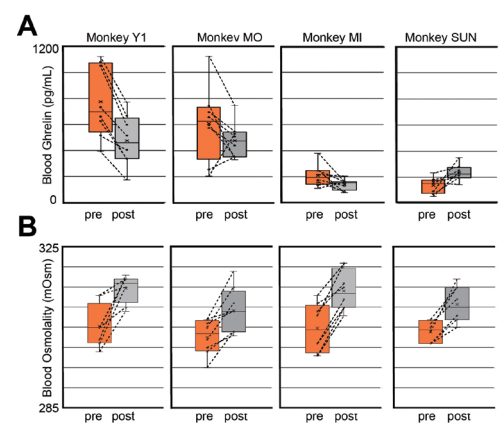 A
Monkey Y1 Monkev MO Monkey MI Monkey SUN
1200
Blood Ghrelin (pg/mL)
0
pre post pre post pre post pre post
B
325
Blood Osmolality (mOsm)
285
pre post pre post pre post pre post